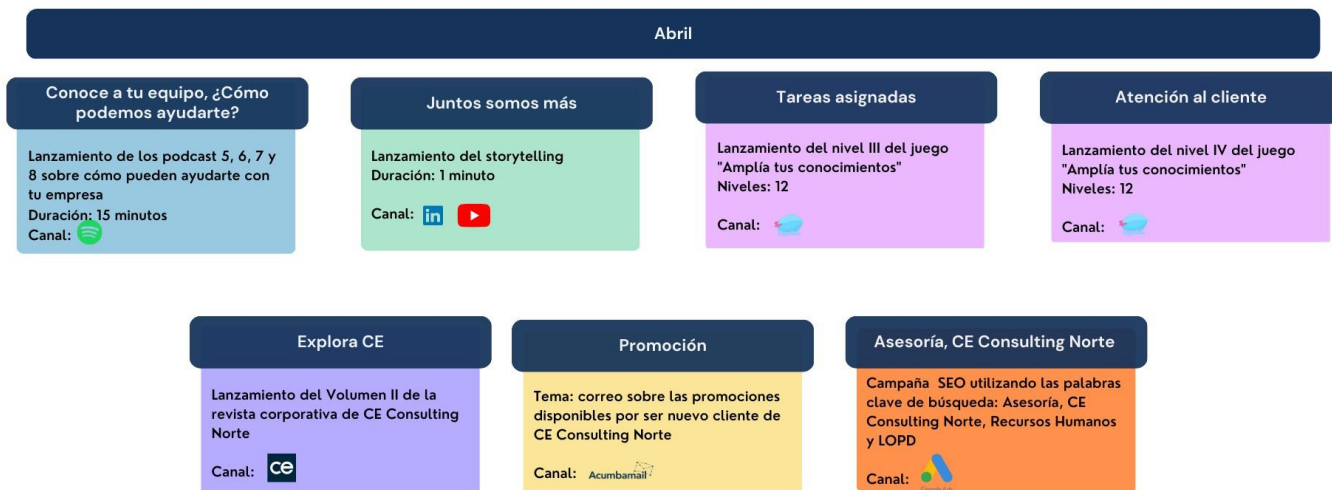 Abril
Conoce a tu equipo, ¿Cómo
podemos ayudarte?
Lanzamiento de los podcast 5, 6, 7 y
8 sobre cómo pueden ayudarte con
tu empresa
Duración: 15 minutos
Canal:
Juntos somos más
Lanzamiento del storytelling
Duración: 1 minuto
Canal: in
Tareas asignadas
Lanzamiento del nivel III del juego
"Amplía tus conocimientos"
Niveles: 12
Canal:
Atención al cliente
Lanzamiento del nivel IV del juego
"Amplía tus conocimientos"
Niveles: 12
Canal:
Explora CE
Lanzamiento del Volumen II de la
revista corporativa de CE Consulting
Norte
Canal: ce
Promoción
Tema: correo sobre las promociones
disponibles por ser nuevo cliente de
CE Consulting Norte
Canal: Acumbamail
Asesoría, CE Consulting Norte
Campaña SEO utilizando las palabras
clave de búsqueda: Asesoría, CE
Consulting Norte, Recursos Humanos
y LOPD
Canal: